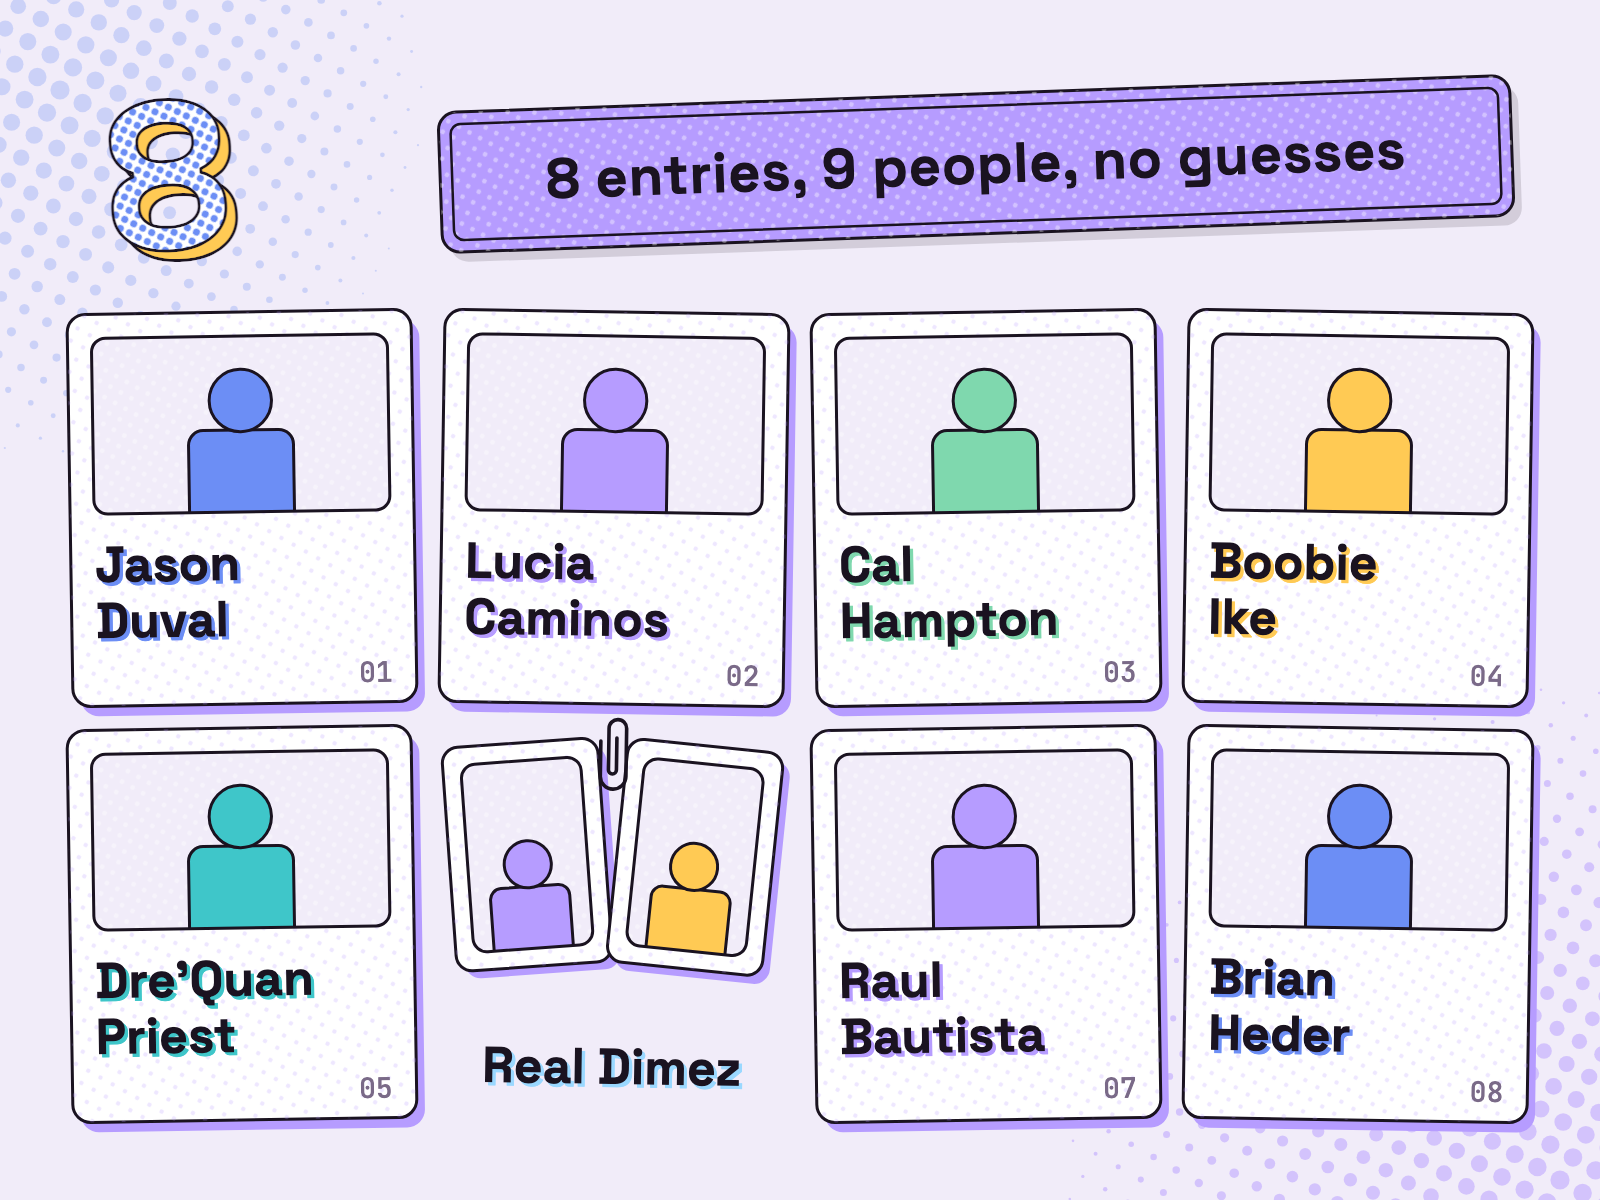 8
8 entries, 9 people, no guesses
Jason
Duval
01
Lucia
Caminos
02
Cal
Hampton
03
Boobie
Ike
04
Dre’Quan
Priest
05
Real Dimez
Raul
Bautista
07
Brian
Heder
08